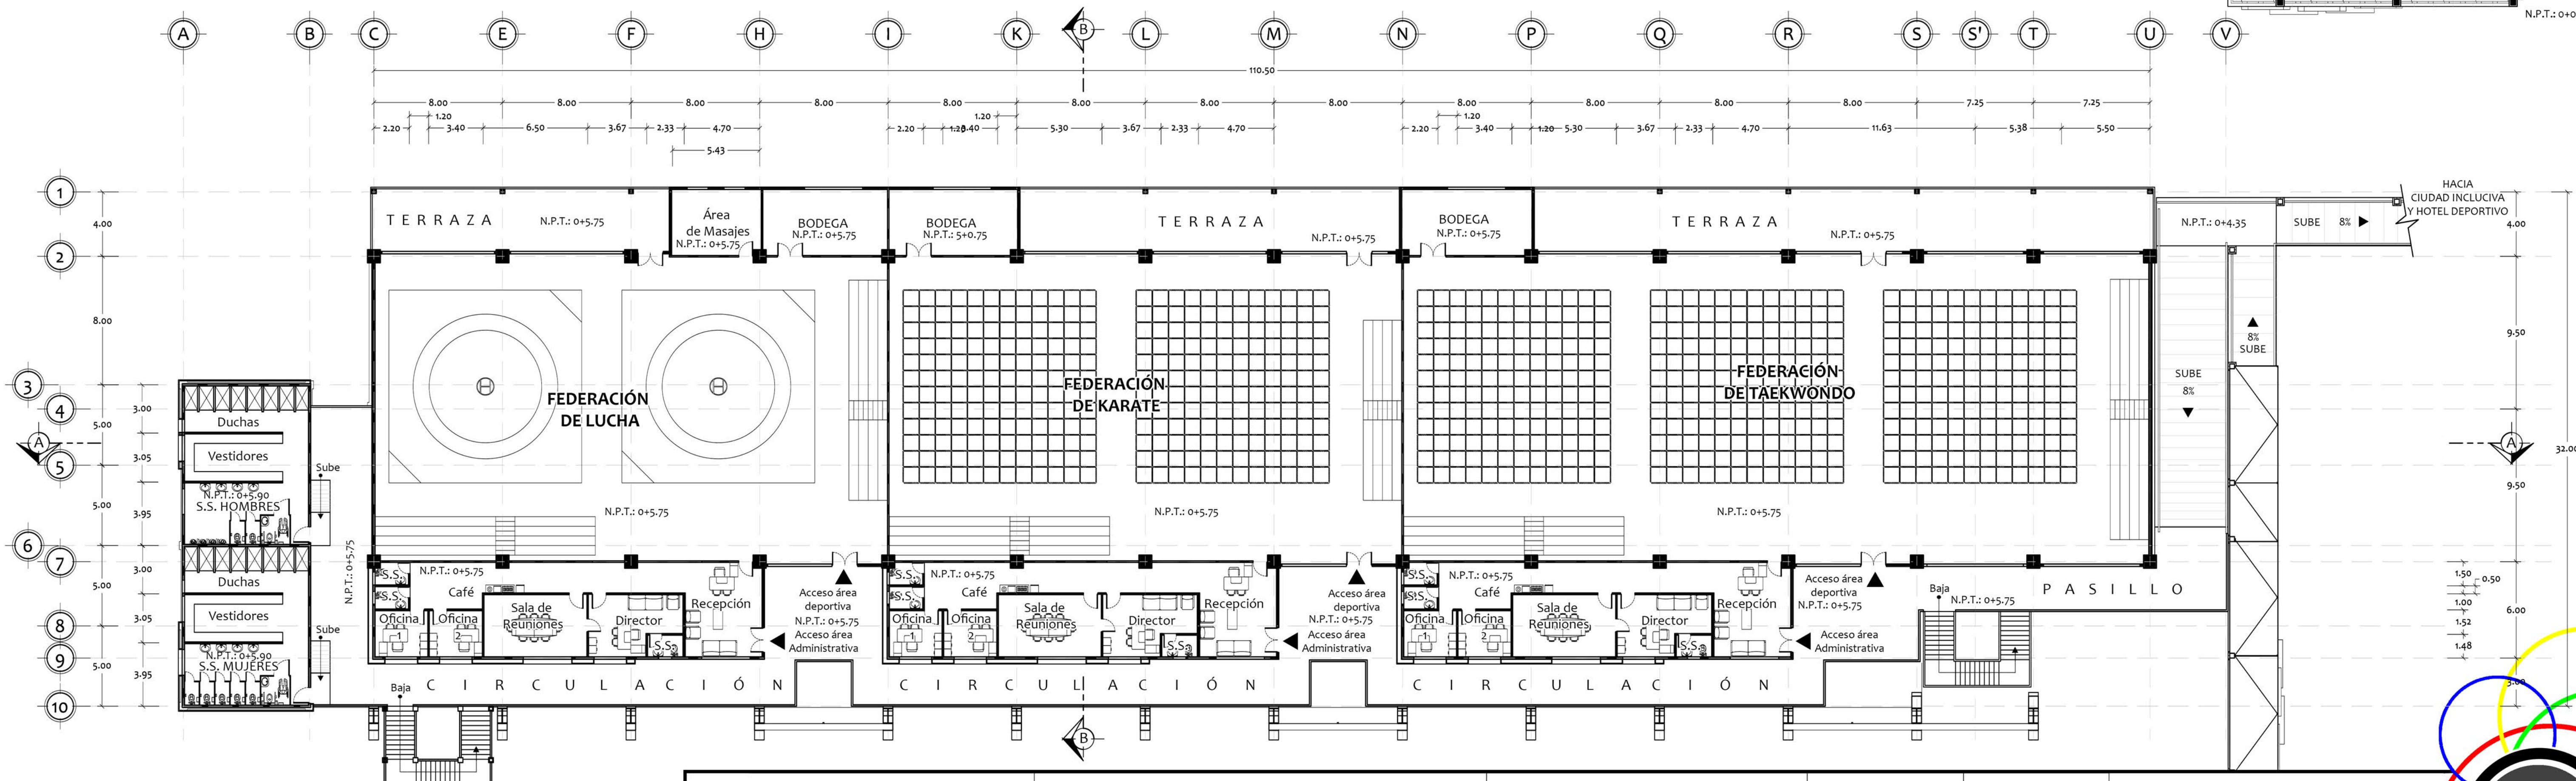 N.P.T.: 0+0
A B C E F H I K B L M N P Q R S S' T U V
110.50
8.00 8.00 8.00 8.00 8.00 8.00 8.00 8.00 8.00 8.00 8.00 8.00 7.25 7.25
1.20 1.20 1.20
2.20 3.40 6.50 3.67 2.33 4.70 2.20 1.20 3.40 5.30 3.67 2.33 4.70 2.20 3.40 1.20 5.30 3.67 2.33 4.70 11.63 5.38 5.50
5.43
1
2
3
4
5
6
7
8
9
10
4.00
8.00
5.00
5.00
5.00
5.00
3.00
3.05
3.95
3.00
3.05
3.95
A
TERRAZA
N.P.T.: 0+5.75
Área
de Masajes
N.P.T.: 0+5.75
BODEGA
N.P.T.: 0+5.75
BODEGA
N.P.T.: 5+0.75
TERRAZA
N.P.T.: 0+5.75
BODEGA
N.P.T.: 0+5.75
TERRAZA
N.P.T.: 0+5.75
N.P.T.: 0+4.35
SUBE 8%
HACIA
CIUDAD INCLUCIVA
Y HOTEL DEPORTIVO
8%
SUBE
SUBE
8%
FEDERACIÓN
DE LUCHA
N.P.T.: 0+5.75
FEDERACIÓN
DE KARATE
N.P.T.: 0+5.75
FEDERACIÓN
DE TAEKWONDO
N.P.T.: 0+5.75
Duchas
Vestidores
N.P.T.: 0+5.90
S.S. HOMBRES
Sube
Duchas
Vestidores
N.P.T.: 0+5.90
S.S. MUJERES
Sube
N.P.T.: 0+5.75
S.S.
S.S.
N.P.T.: 0+5.75
Café
Oficina
1
Oficina
2
Sala de
Reuniones
Director
S.S.
Recepción
Acceso área
deportiva
N.P.T.: 0+5.75
Acceso área
Administrativa
S.S.
S.S.
N.P.T.: 0+5.75
Café
Oficina
1
Oficina
2
Sala de
Reuniones
Director
S.S.
Recepción
Acceso área
deportiva
N.P.T.: 0+5.75
Acceso área
Administrativa
S.S.
S.S.
N.P.T.: 0+5.75
Café
Oficina
1
Oficina
2
Sala de
Reuniones
Director
S.S.
Recepción
Acceso área
deportiva
N.P.T.: 0+5.75
Acceso área
Administrativa
Baja
N.P.T.: 0+5.75
PASILLO
Baja
CIRCULACIÓN
CIRCULACIÓN
CIRCULACIÓN
B
4.00
9.50
A
32.00
9.50
1.50
0.50
1.00
6.00
1.52
1.48
3.00